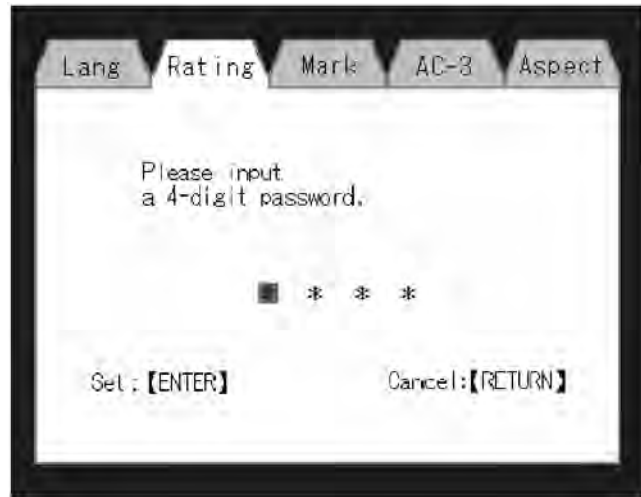 Lang Rating Mark AC-3 Aspect
Please input
a 4-digit password.
* * *
Set:【ENTER】 Cancel:【RETURN】